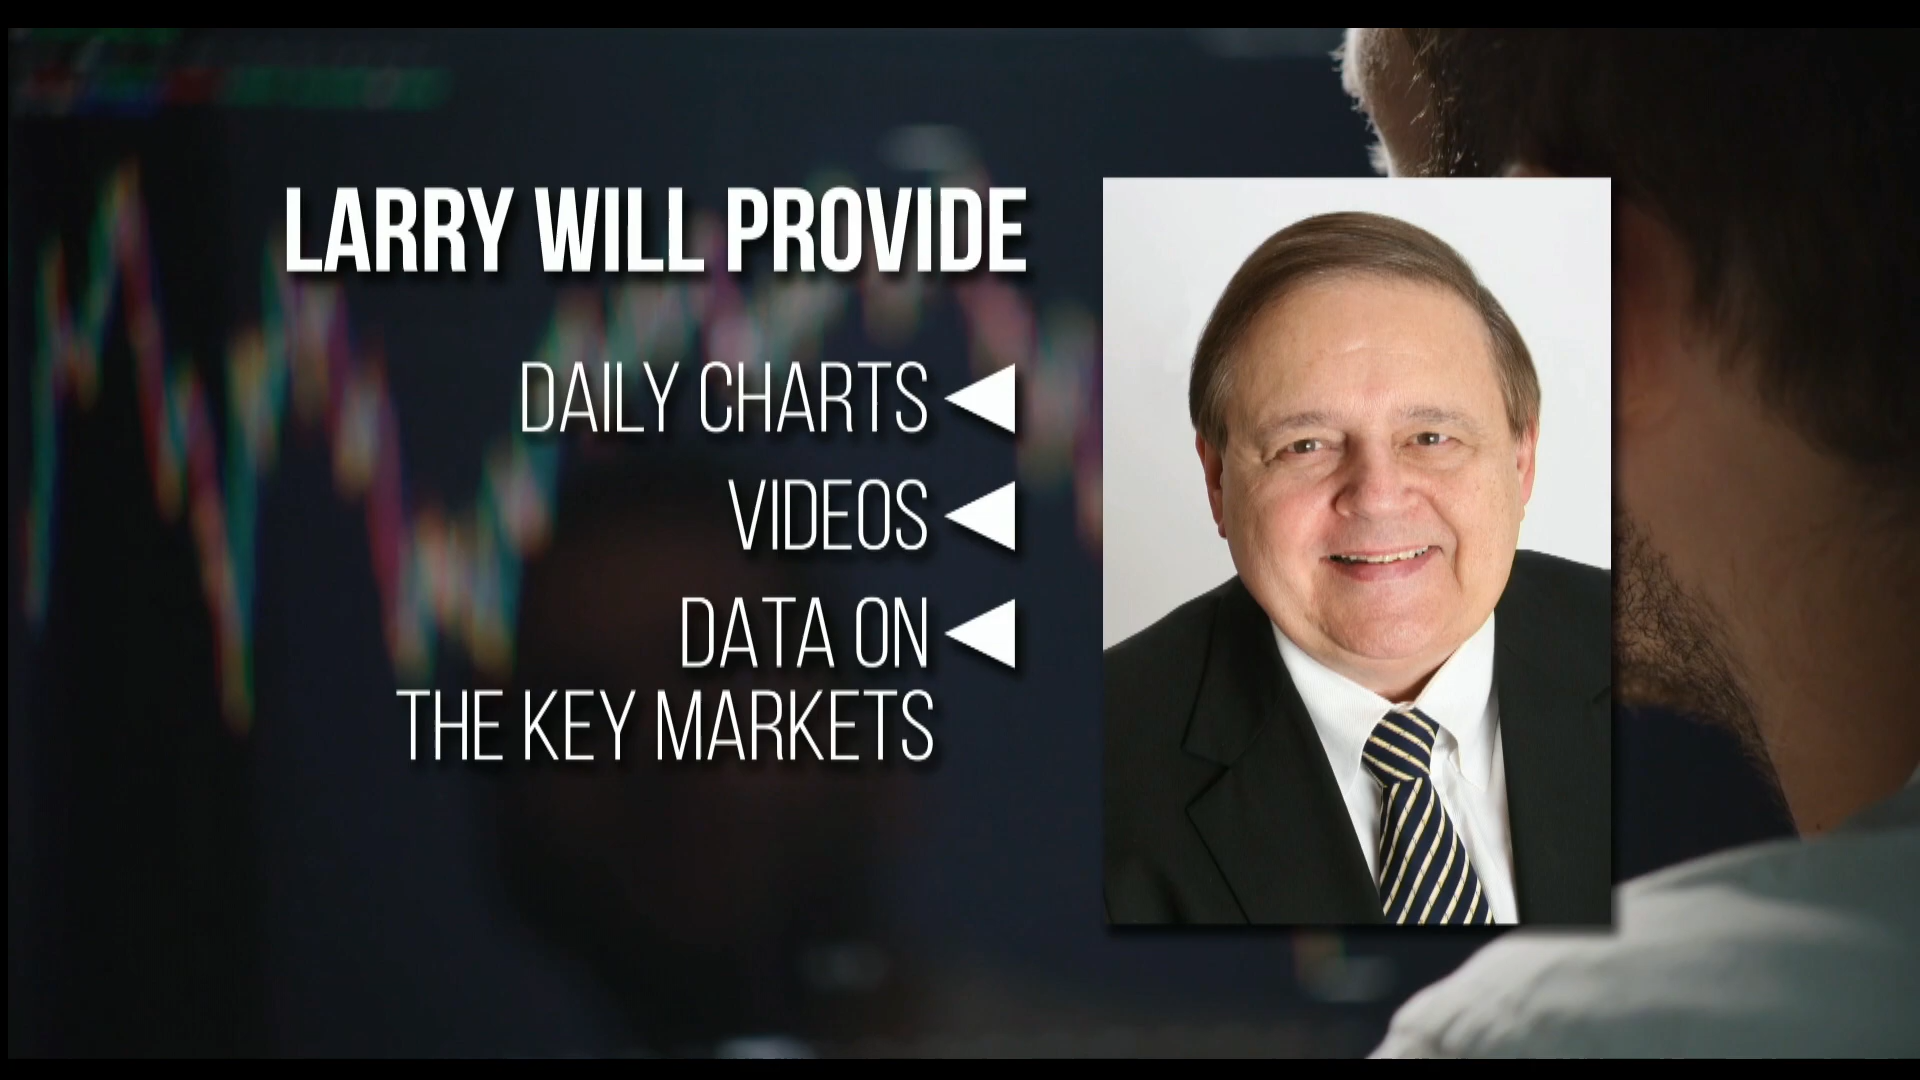 LARRY WILL PROVIDE
DAILY CHARTS
VIDEOS
DATA ON
THE KEY MARKETS